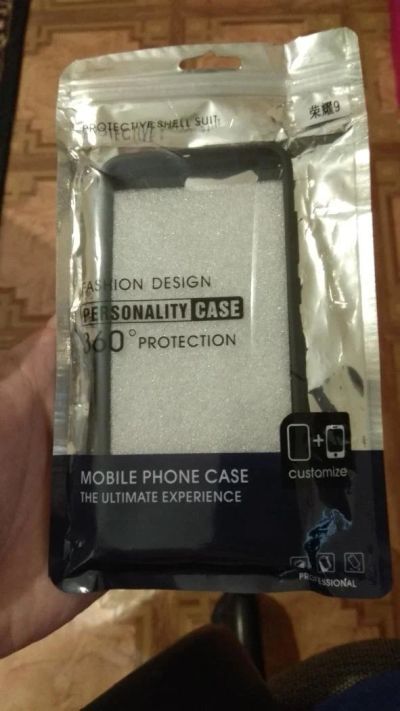 PROTECTIVE SHELL SUIT
荣耀9
FASHION DESIGN
PERSONALITY CASE
360° PROTECTION
+
customize
MOBILE PHONE CASE
THE ULTIMATE EXPERIENCE
PROFESSIONAL